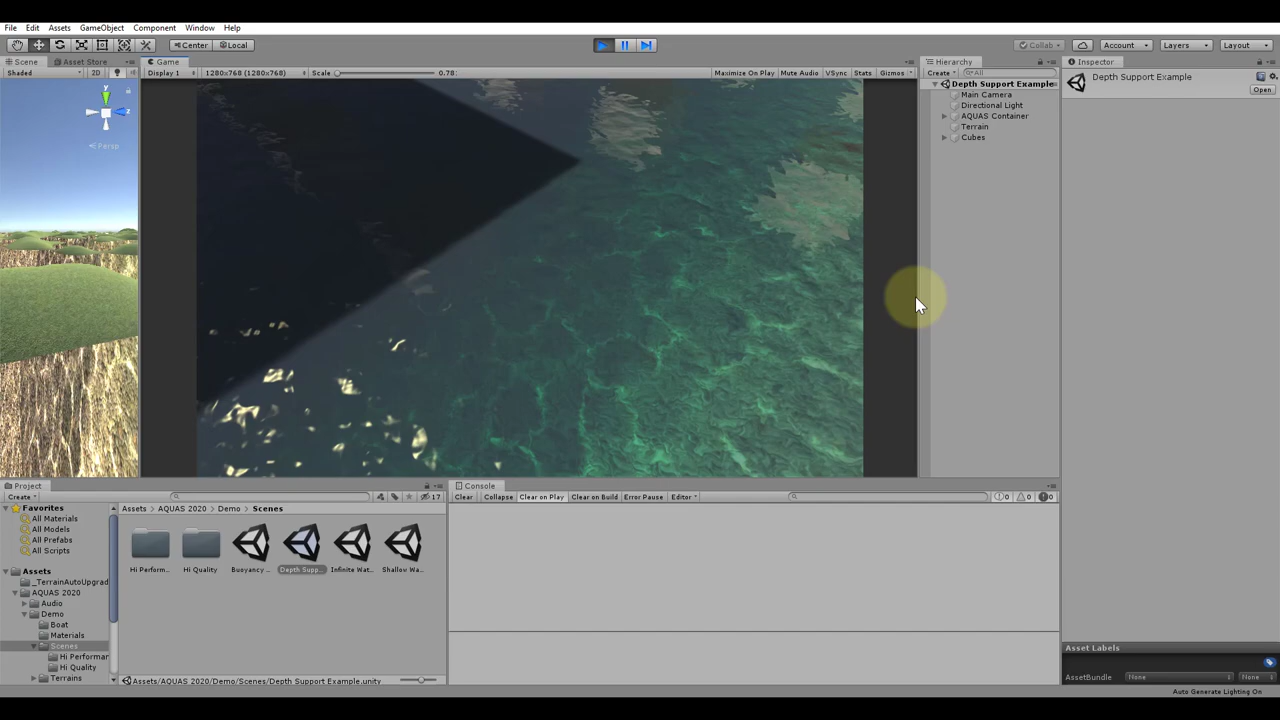 File Edit Assets GameObject Component Window Help
Center Local Collab Account Layers Layout
Scene Asset Store Game Hierarchy Inspector
Shaded 2D Display 1 1280x768 (1280x768) Scale 0.78: Maximize On Play Mute Audio VSync Stats Gizmos Create All
Depth Support Example
Open
Depth Support Example
Main Camera
Directional Light
AQUAS Container
Terrain
Cubes
y
z
Persp
Project
Create 17
Favorites
All Materials
All Models
All Prefabs
All Scripts
Assets
_TerrainAutoUpgrad
AQUAS 2020
Audio
Demo
Boat
Materials
Scenes
Hi Performar
Hi Quality
Terrains
Assets > AQUAS 2020 > Demo > Scenes
Hi Perform... Hi Quality Buoyancy ... Depth Supp... Infinite Wat... Shallow Wa...
Assets/AQUAS 2020/Demo/Scenes/Depth Support Example.unity
Console
Clear Collapse Clear on Play Clear on Build Error Pause Editor 0 0 0
Asset Labels
AssetBundle None None
Auto Generate Lighting On